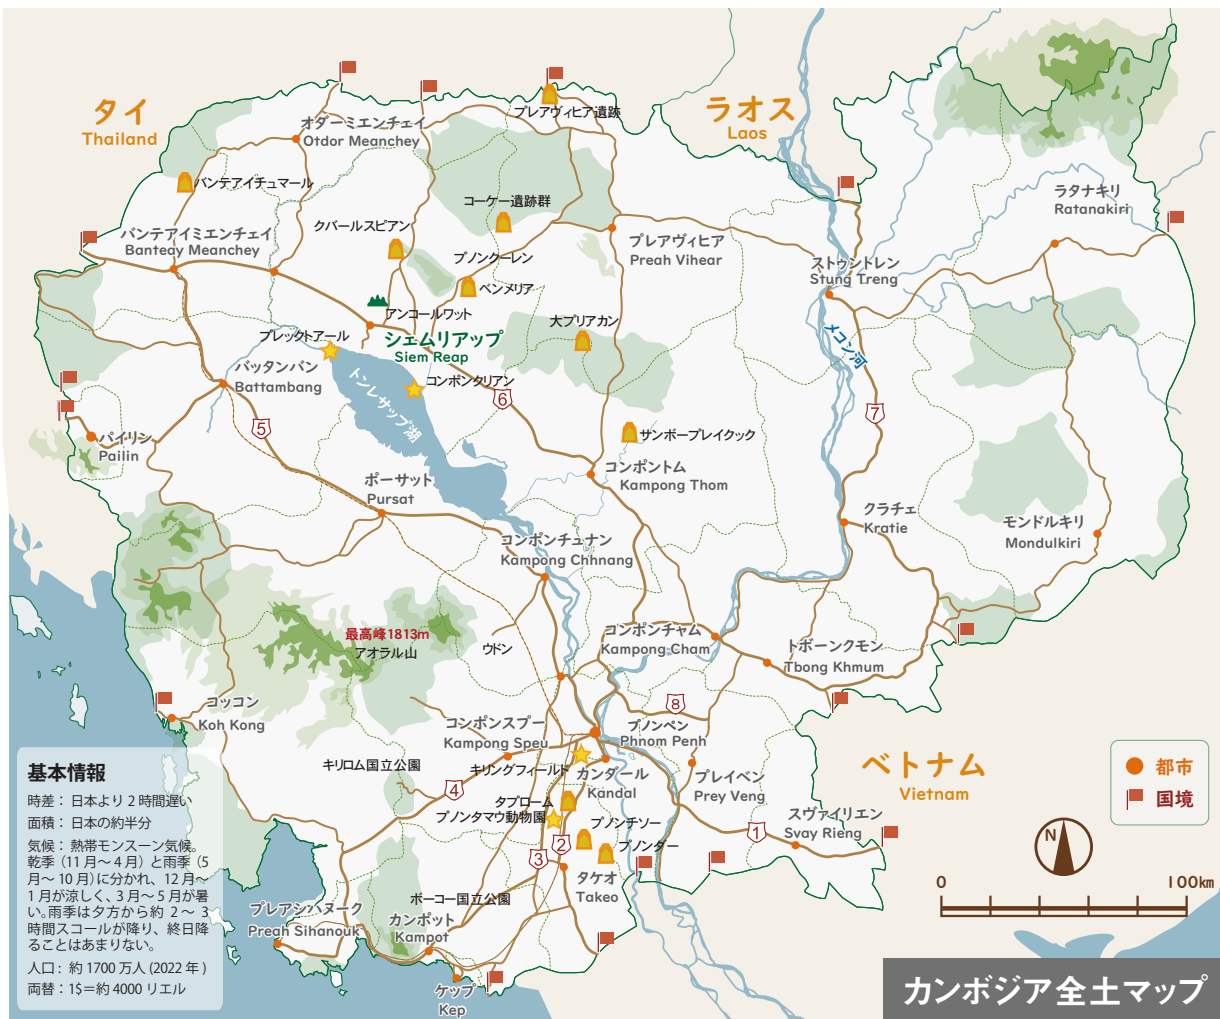 タイ
Thailand
ラオス
Laos
プレアヴィヒア遺跡
オダーミエンチェイ
Otdor Meanchey
バンテアイチュマール
コーケー遺跡群
ラタナキリ
Ratanakiri
クバールスピアン
バンテアイミエンチェイ
Banteay Meanchey
プレアヴィヒア
Preah Vihear
プノンクーレン
ストゥントレン
Stung Treng
ベンメリア
アンコールワット
大プリアカン
シェムリアップ
Siem Reap
プレックトアール
メコン河
バッタンバン
Battambang
トンレサップ湖
コンポンタリアン
6
7
5
パイリン
Pailin
サンボープレイクック
コンポントム
Kampong Thom
ポーサット
Pursat
クラチェ
Kratie
モンドルキリ
Mondulkiri
コンポンチュナン
Kampong Chhnang
最高峰1813m
アオラル山
ウドン
コンポンチャム
Kampong Cham
トボーンクモン
Tbong Khmum
コッコン
Koh Kong
8
コンポンスプー
Kampong Speu
プノンペン
Phnom Penh
キリロム国立公園
キリングフィールド
カンダール
Kandal
プレイベン
Prey Veng
ベトナム
Vietnam
都市
国境
4
タプローム
プノンタマウ動物園
プノンチソー
スヴァイリエン
Svay Rieng
1
3
2
プノンダー
タケオ
Takeo
N
0
100km
ボーコー国立公園
プレアシハヌーク
Preah Sihanouk
カンポット
Kampot
ケップ
Kep
基本情報
時差：日本より2時間遅い
面積：日本の約半分
気候：熱帯モンスーン気候。
乾季（11月～4月）と雨季（5
月～10月）に分かれ、12月～
1月が涼しく、3月～5月が暑
い。雨季は夕方から約2～3
時間スコールが降り、終日降
ることはあまりない。
人口：約1700万人(2022年)
両替：1$＝約4000リエル
カンボジア全土マップ